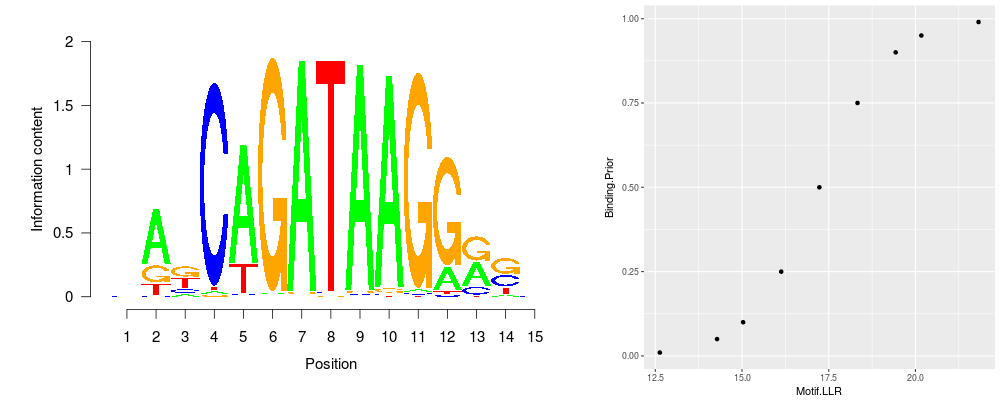 2
1.5
1
0.5
0
Information content
A
G
T
G
T
C
C
A
T
G
A
T
A
A
G
G
A
G
A
C
G
C
T
1 2 3 4 5 6 7 8 9 10 11 12 13 14 15
Position
1.00
0.75
0.50
0.25
0.00
Binding.Prior
12.5 15.0 17.5 20.0
Motif.LLR